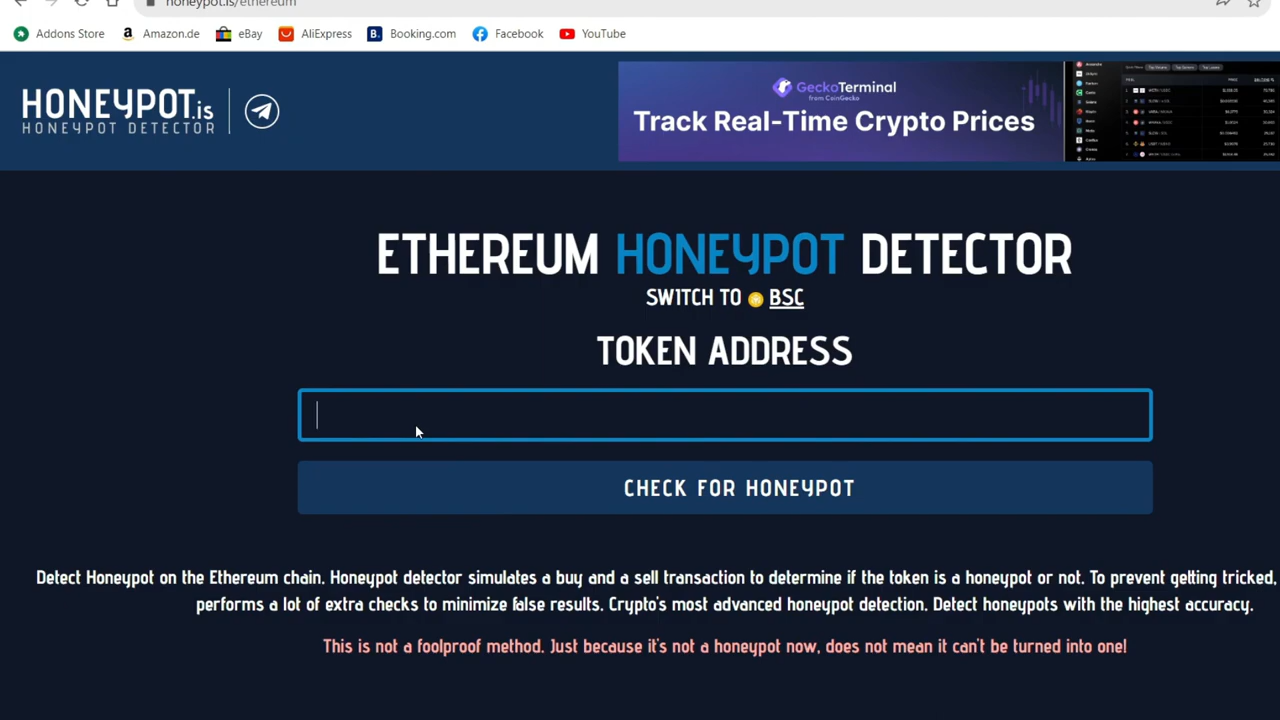 honeypot.is/ethereum
Addons Store
Amazon.de
eBay
AliExpress
B.
Booking.com
Facebook
YouTube
HONEYPOT.is
HONEYPOT DETECTOR
GeckoTerminal
from CoinGecko
Track Real-Time Crypto Prices
ETHEREUM HONEYPOT DETECTOR
SWITCH TO BSC
TOKEN ADDRESS
CHECK FOR HONEYPOT
Detect Honeypot on the Ethereum chain. Honeypot detector simulates a buy and a sell transaction to determine if the token is a honeypot or not. To prevent getting tricked,
performs a lot of extra checks to minimize false results. Crypto's most advanced honeypot detection. Detect honeypots with the highest accuracy.
This is not a foolproof method. Just because it's not a honeypot now, does not mean it can't be turned into one!